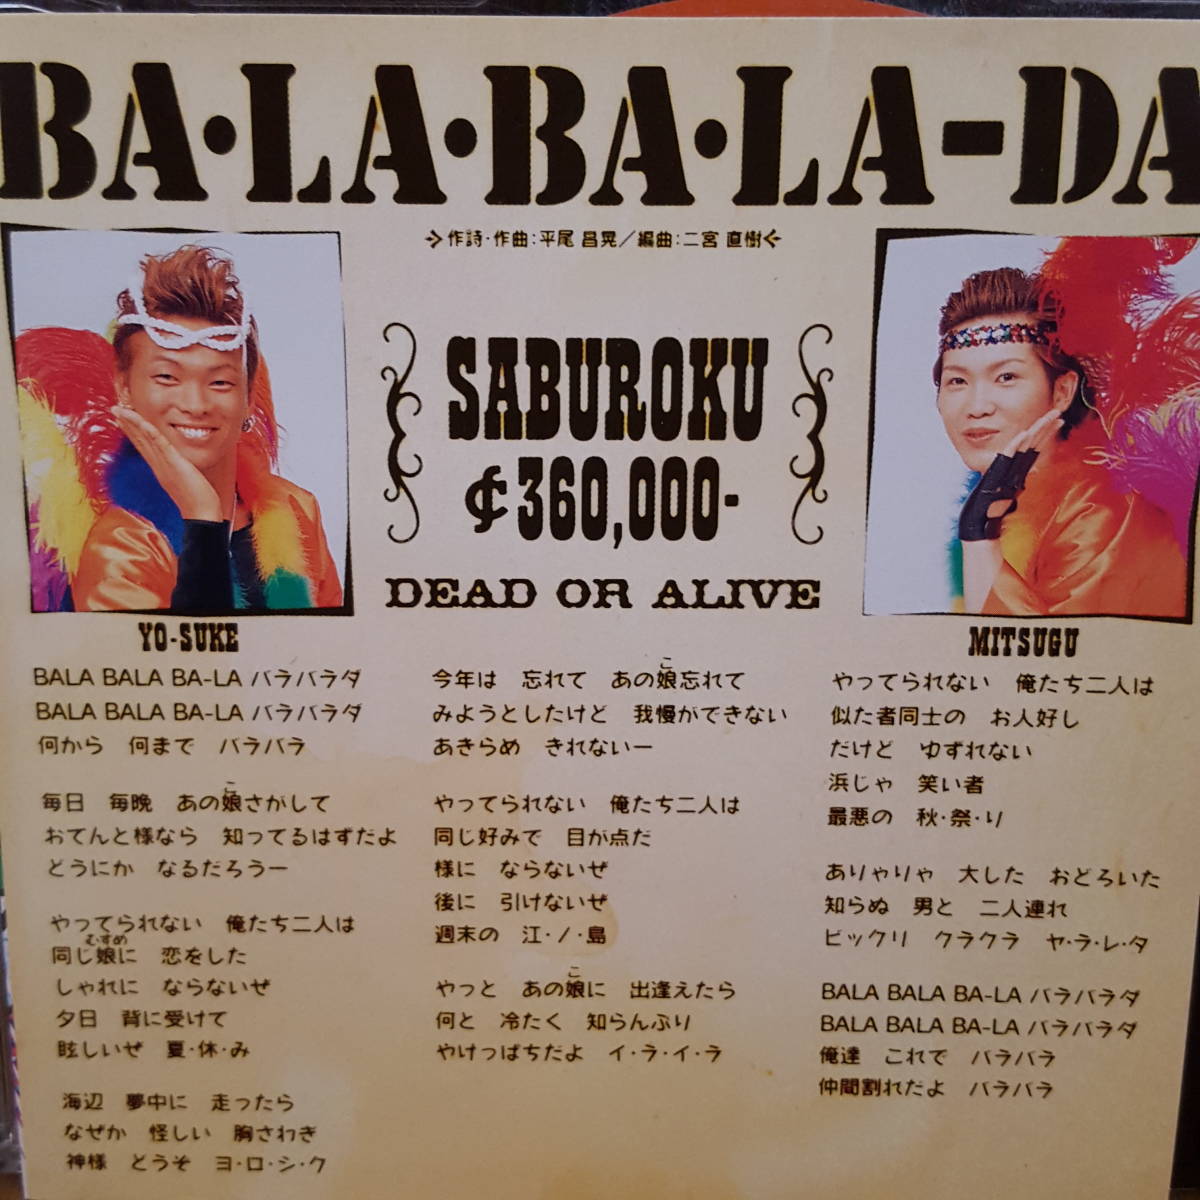 BA・LA・BA・LA-DA
作詩・作曲:平尾 昌晃／編曲:二宮 直樹
SABUROKU
¢360,000-
DEAD OR ALIVE
YO-SUKE
MITSUGU
BALA BALA BA-LA バラバラダ
BALA BALA BA-LA バラバラダ
何から 何まで バラバラ
こ
毎日 毎晩 あの娘さがして
おてんと様なら 知ってるはずだよ
どうにか なるだろうー
やってられない 俺たち二人は
むすめ
同じ娘に 恋をした
しゃれに ならないぜ
夕日 背に受けて
眩しいぜ 夏・休・み
海辺 夢中に 走ったら
なぜか 怪しい 胸さわぎ
神様 どうぞ ヨ・ロ・シ・ク
こ
今年は 忘れて あの娘忘れて
みようとしたけど 我慢ができない
あきらめ きれないー
やってられない 俺たち二人は
同じ好みで 目が点だ
様に ならないぜ
後に 引けないぜ
週末の 江・ノ・島
こ
やっと あの娘に 出逢えたら
何と 冷たく 知らんぷり
やけっぱちだよ イ・ラ・イ・ラ
やってられない 俺たち二人は
似た者同士の お人好し
だけど ゆずれない
浜じゃ 笑い者
最悪の 秋・祭・り
ありゃりゃ 大した おどろいた
知らぬ 男と 二人連れ
ビックリ クラクラ ヤ・ラ・レ・タ
BALA BALA BA-LA バラバラダ
BALA BALA BA-LA バラバラダ
俺達 これで バラバラ
仲間割れだよ バラバラ